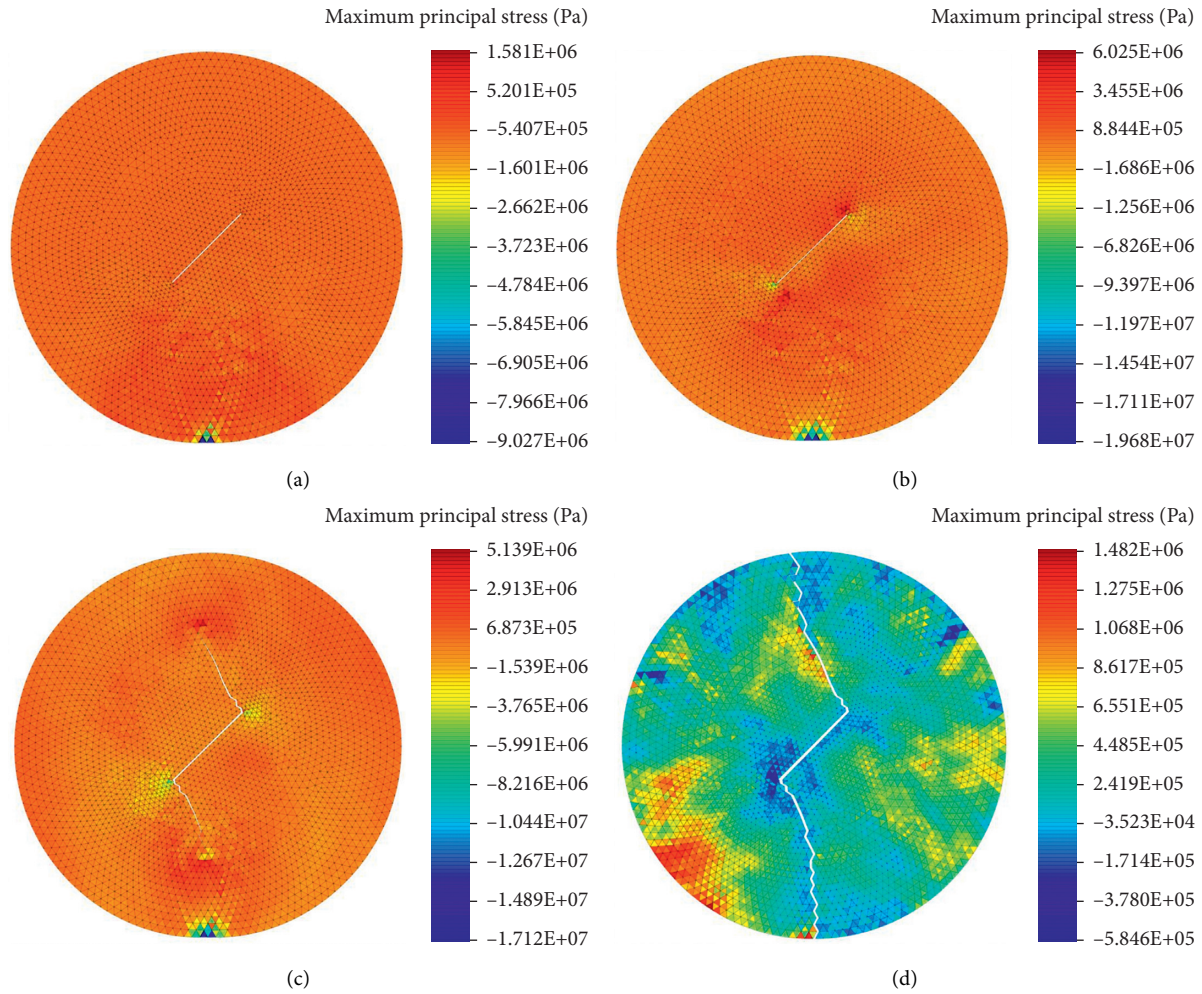 Maximum principal stress (Pa)
1.581E+06
5.201E+05
−5.407E+05
−1.601E+06
−2.662E+06
−3.723E+06
−4.784E+06
−5.845E+06
−6.905E+06
−7.966E+06
−9.027E+06
(a)
Maximum principal stress (Pa)
6.025E+06
3.455E+06
8.844E+05
−1.686E+06
−1.256E+06
−6.826E+06
−9.397E+06
−1.197E+07
−1.454E+07
−1.711E+07
−1.968E+07
(b)
Maximum principal stress (Pa)
5.139E+06
2.913E+06
6.873E+05
−1.539E+06
−3.765E+06
−5.991E+06
−8.216E+06
−1.044E+07
−1.267E+07
−1.489E+07
−1.712E+07
(c)
Maximum principal stress (Pa)
1.482E+06
1.275E+06
1.068E+06
8.617E+05
6.551E+05
4.485E+05
2.419E+05
−3.523E+04
−1.714E+05
−3.780E+05
−5.846E+05
(d)